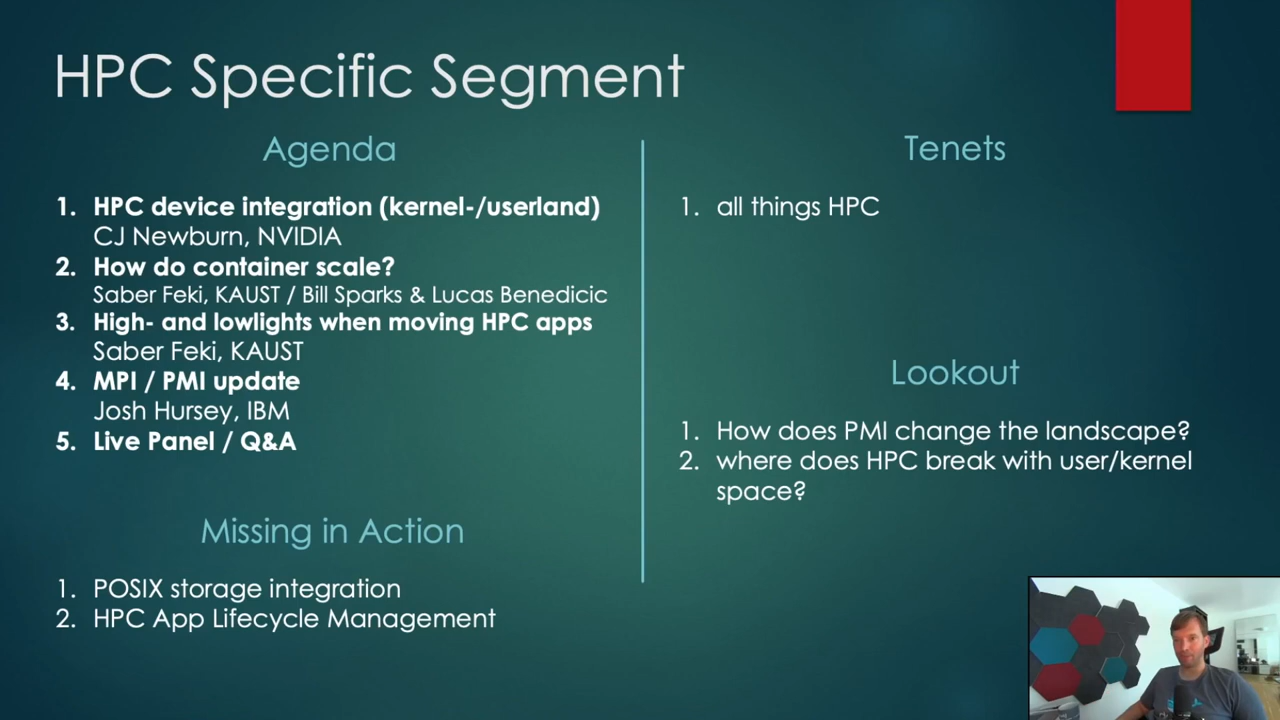 HPC Specific Segment
Agenda
1. HPC device integration (kernel-/userland)
CJ Newburn, NVIDIA
2. How do container scale?
Saber Feki, KAUST / Bill Sparks & Lucas Benedicic
3. High- and lowlights when moving HPC apps
Saber Feki, KAUST
4. MPI / PMI update
Josh Hursey, IBM
5. Live Panel / Q&A
Missing in Action
1. POSIX storage integration
2. HPC App Lifecycle Management
Tenets
1. all things HPC
Lookout
1. How does PMI change the landscape?
2. where does HPC break with user/kernel
space?